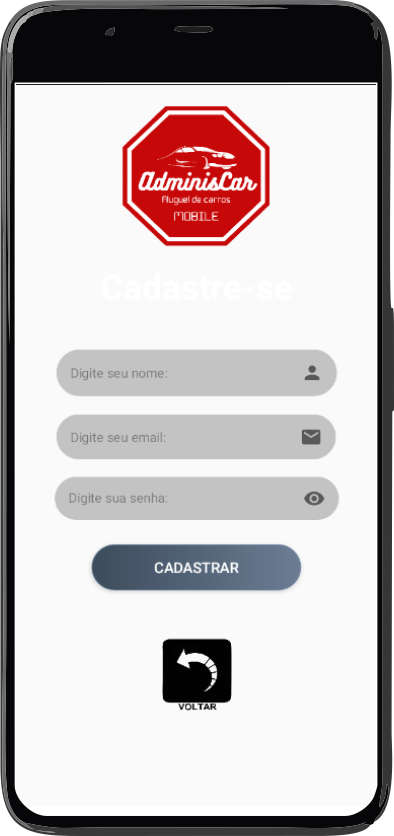 AdminisCar
Aluguel de carros
MOBILE
Cadastre-se
Digite seu nome:
Digite seu email:
Digite sua senha:
CADASTRAR
VOLTAR